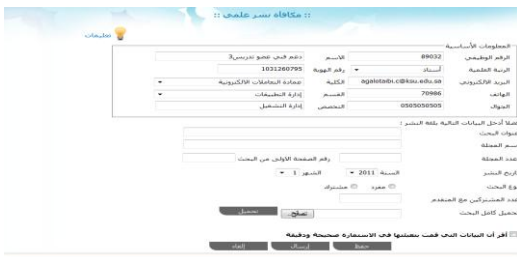 :: مكافأة نشر علمي ::
تعليمات
المعلومات الأساسية
الرقم الوظيفي 89032 الاسم دعم فني عضو تدريس3
الرتبة العلمية أستاذ رقم الهوية 1031260795
البريد الالكتروني agalotaibi.c@ksu.edu.sa الكلية عمادة التعاملات الالكترونية
الهاتف 70986 القسم إدارة التطبيقات
الجوال 0505050505 التخصص إدارة التشغيل
فضلا أدخل البيانات التالية بلغة النشر :
عنوان البحث
اسم المجلة
عدد المجلة رقم الصفحة الاولى من البحث
تاريخ النشر السنة 2011 الشهر 1
نوع البحث مفرد مشترك
عدد المشتركين مع المتقدم
تحميل كامل البحث تصفح تحميل
أقر أن البيانات التي قمت بتعبئتها في الاستمارة صحيحة ودقيقة
حفظ إرسال إلغاء